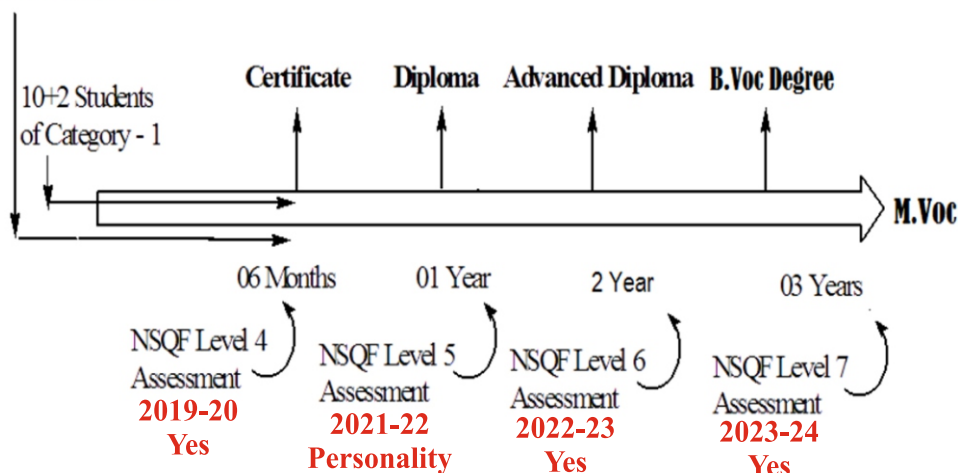 Certificate
Diploma
Advanced Diploma
B.Voc Degree
10+2 Students
of Category - 1
M.Voc
06 Months
01 Year
2 Year
03 Years
NSQF Level 4
Assessment
2019-20
Yes
NSQF Level 5
Assessment
2021-22
Personality
NSQF Level 6
Assessment
2022-23
Yes
NSQF Level 7
Assessment
2023-24
Yes